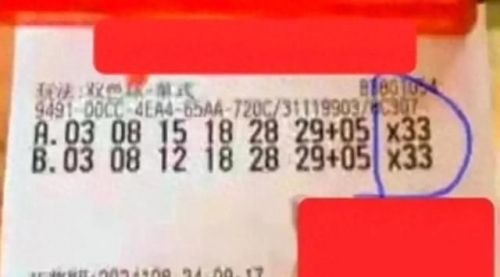 玩法:双色球-单式
9491-00CC-4EA4-65AA-720C/31119903/
A.03 08 15 18 28 29+05 x33
B.03 08 12 18 28 29+05 x33